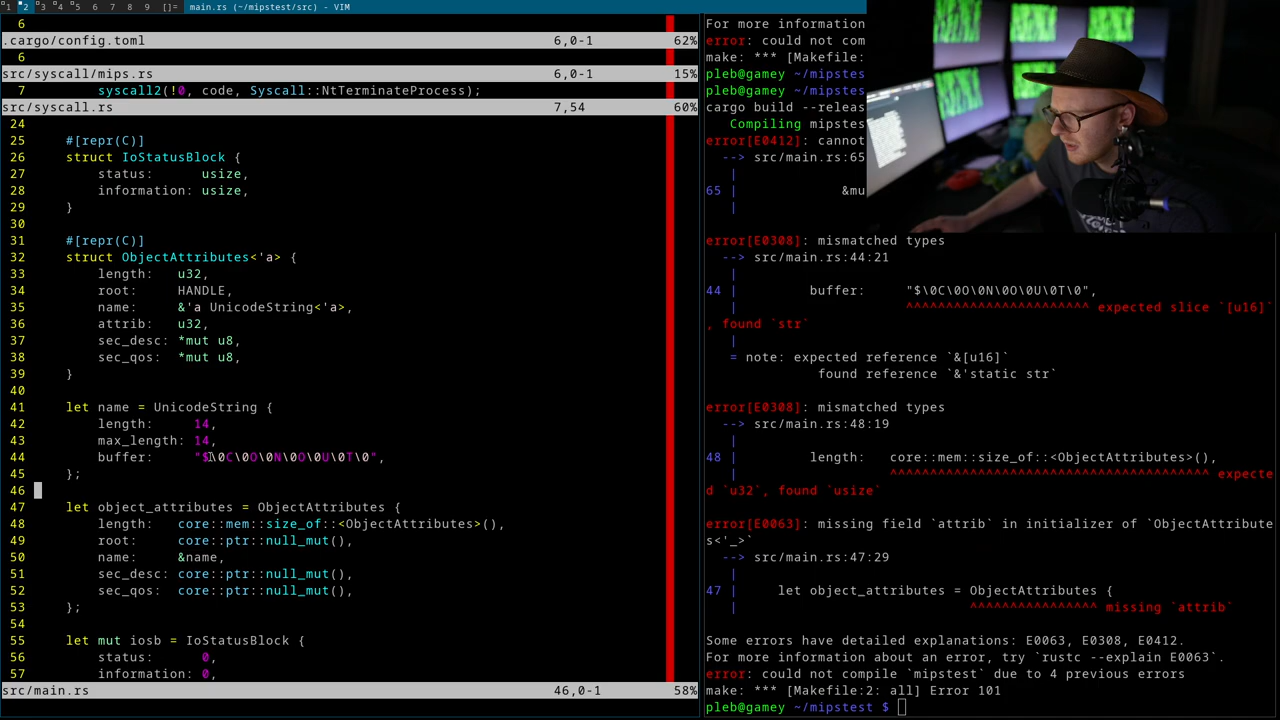 1 2 3 4 5 6 7 8 9 []= main.rs (~/mipstest/src) - VIM
6
.cargo/config.toml 6,0-1 62%
6
src/syscall/mips.rs 6,0-1 15%
7 syscall2(!0, code, Syscall::NtTerminateProcess);
src/syscall.rs 7,54 60%
24
25 #[repr(C)]
26 struct IoStatusBlock {
27 status: usize,
28 information: usize,
29 }
30
31 #[repr(C)]
32 struct ObjectAttributes<'a> {
33 length: u32,
34 root: HANDLE,
35 name: &'a UnicodeString<'a>,
36 attrib: u32,
37 sec_desc: *mut u8,
38 sec_qos: *mut u8,
39 }
40
41 let name = UnicodeString {
42 length: 14,
43 max_length: 14,
44 buffer: "$\0C\0O\0N\0O\0U\0T\0",
45 };
46
47 let object_attributes = ObjectAttributes {
48 length: core::mem::size_of::<ObjectAttributes>(),
49 root: core::ptr::null_mut(),
50 name: &name,
51 sec_desc: core::ptr::null_mut(),
52 sec_qos: core::ptr::null_mut(),
53 };
54
55 let mut iosb = IoStatusBlock {
56 status: 0,
57 information: 0,
src/main.rs 46,0-1 58%
For more information
error: could not com
make: *** [Makefile:
pleb@gamey ~/mipstes
pleb@gamey ~/mipstes
cargo build --releas
Compiling mipstes
error[E0412]: cannot
--> src/main.rs:65
|
65 | &mu
|
error[E0308]: mismatched types
--> src/main.rs:44:21
|
44 | buffer: "$\0C\0O\0N\0O\0U\0T\0",
| ^^^^^^^^^^^^^^^^^^^^^^^ expected slice `[u16]`
, found `str`
|
= note: expected reference `&[u16]`
found reference `&'static str`
error[E0308]: mismatched types
--> src/main.rs:48:19
|
48 | length: core::mem::size_of::<ObjectAttributes>(),
| ^^^^^^^^^^^^^^^^^^^^^^^^^^^^^^^^^^^^^^^ expecte
d `u32`, found `usize`
error[E0063]: missing field `attrib` in initializer of `ObjectAttribute
s<'_>`
--> src/main.rs:47:29
|
47 | let object_attributes = ObjectAttributes {
| ^^^^^^^^^^^^^^^^ missing `attrib`
Some errors have detailed explanations: E0063, E0308, E0412.
For more information about an error, try `rustc --explain E0063`.
error: could not compile `mipstest` due to 4 previous errors
make: *** [Makefile:2: all] Error 101
pleb@gamey ~/mipstest $